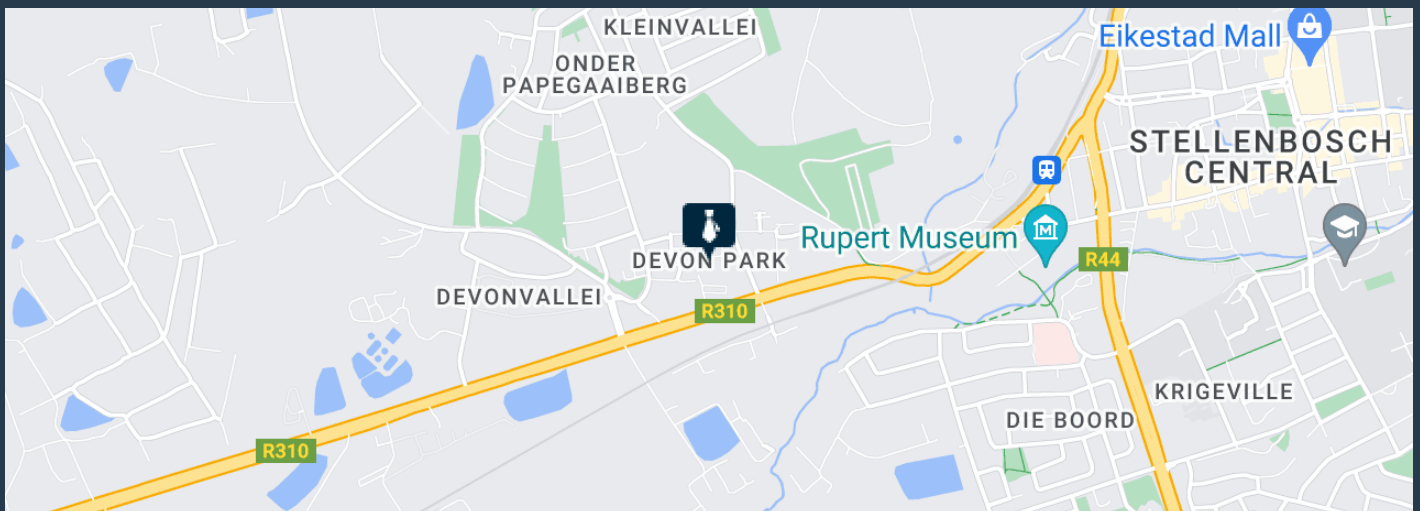 KLEINVALLEI
Eikestad Mall
ONDER
PAPEGAAIBERG
STELLENBOSCH
CENTRAL
M
Rupert Museum
DEVON PARK
R44
DEVONVALLEI
R310
KRIGEVILLE
DIE BOORD
R310